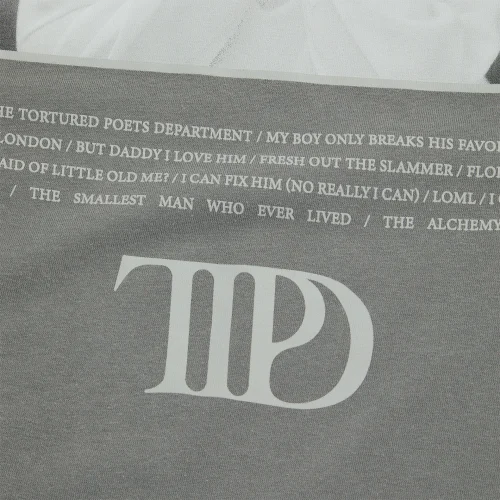 HE TORTURED POETS DEPARTMENT / MY BOY ONLY BREAKS HIS FAVOR
LONDON / BUT DADDY I LOVE HIM / FRESH OUT THE SLAMMER / FLO
AID OF LITTLE OLD ME? / I CAN FIX HIM (NO REALLY I CAN) / LOML / I
/ THE SMALLEST MAN WHO EVER LIVED / THE ALCHEMY
TTPD